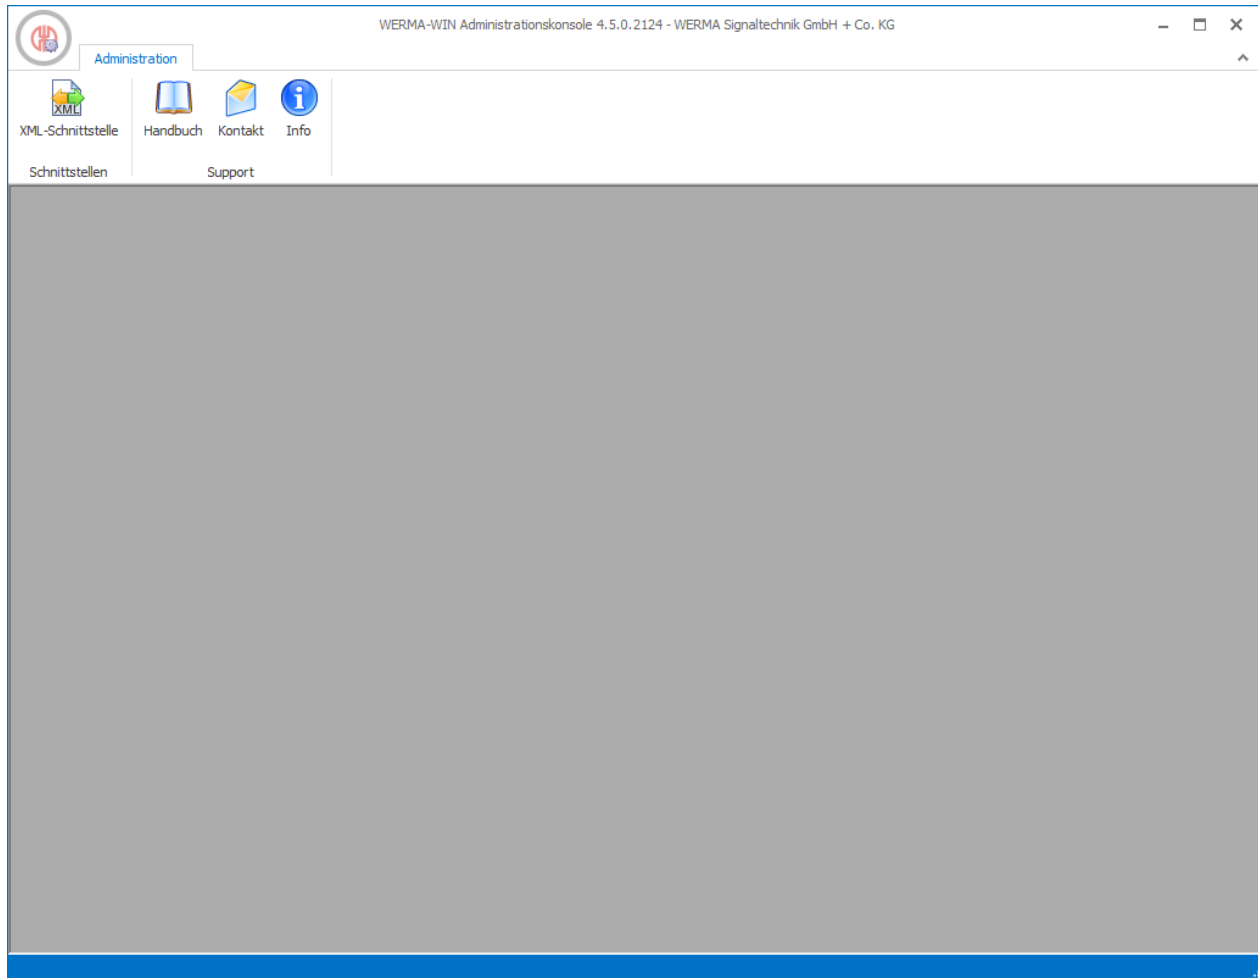 WERMA-WIN Administrationskonsole 4.5.0.2124 - WERMA Signaltechnik GmbH + Co. KG
Administration
XML
XML-Schnittstelle Handbuch Kontakt Info
Schnittstellen Support